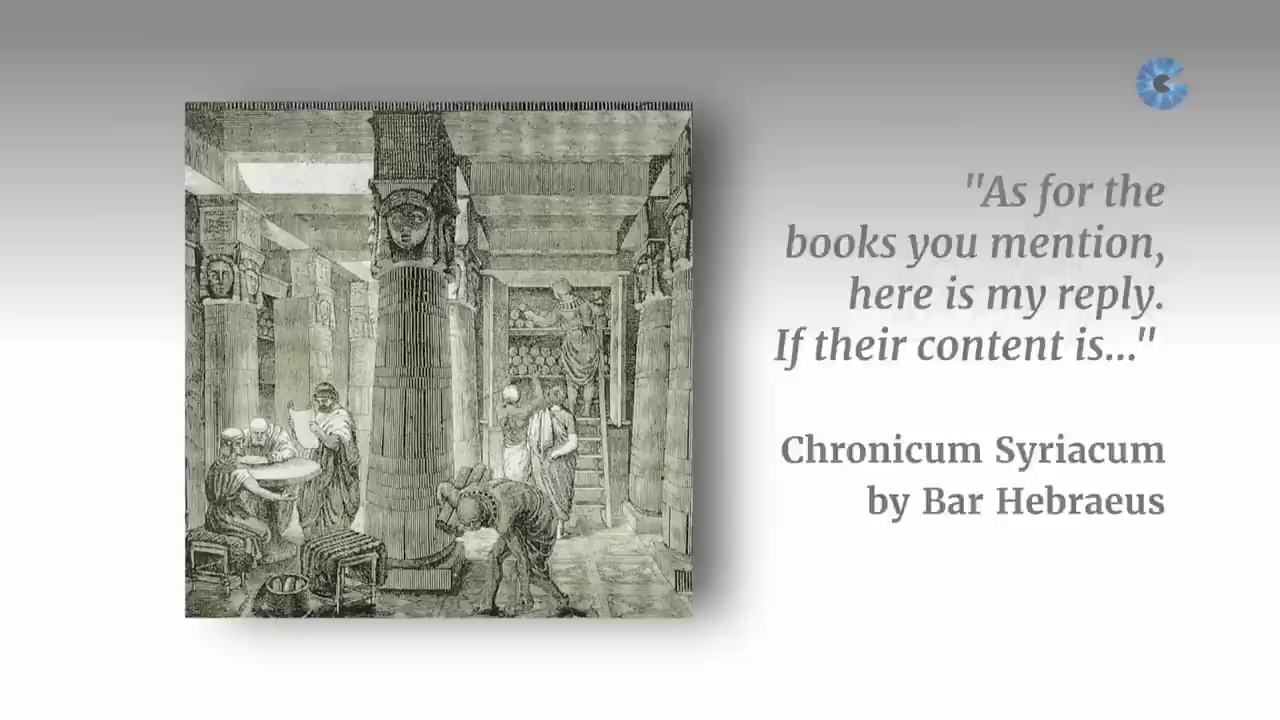 "As for the
books you mention,
here is my reply.
If their content is..."
Chronicum Syriacum
by Bar Hebraeus